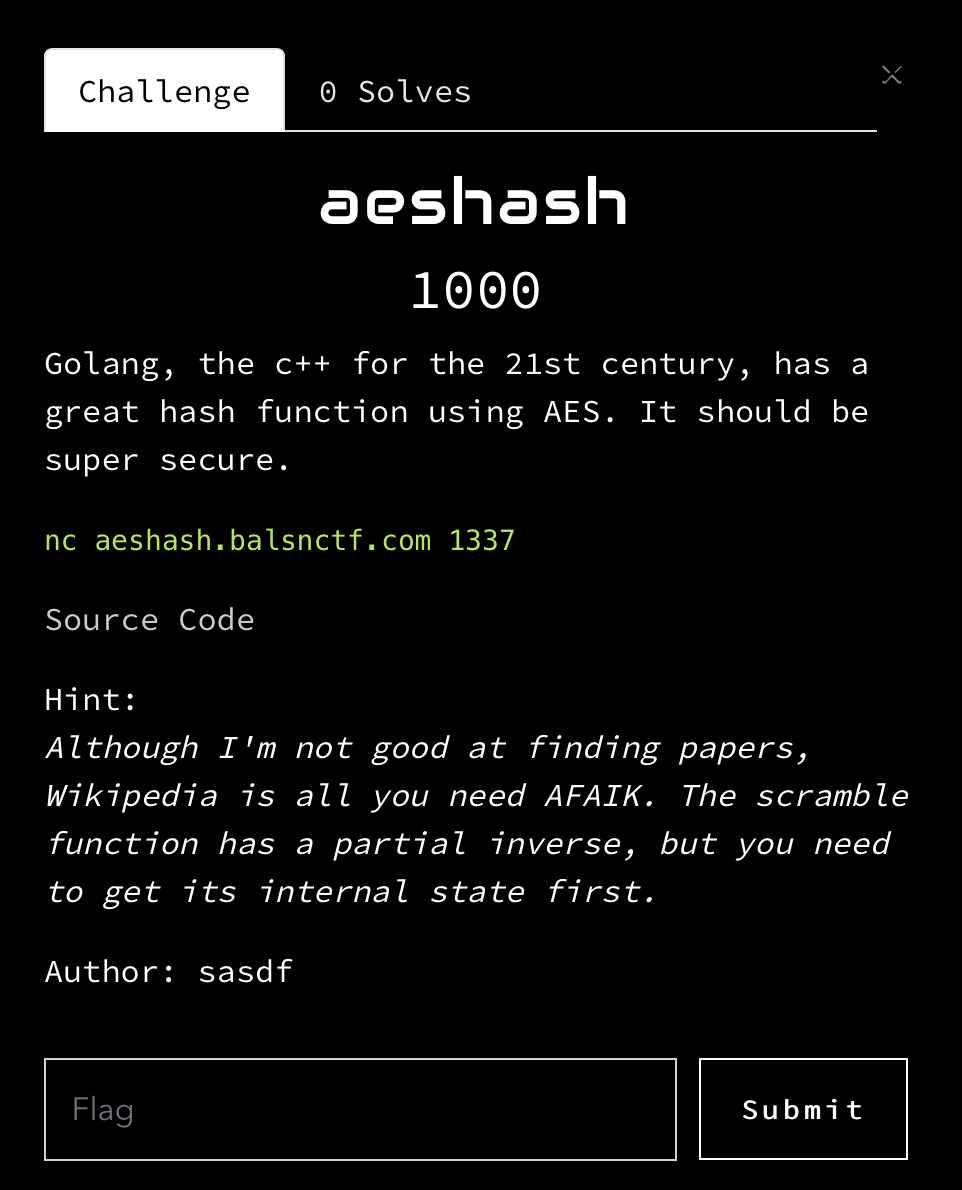 Challenge
0 Solves
aeshash
1000
Golang, the c++ for the 21st century, has a
great hash function using AES. It should be
super secure.
nc aeshash.balsnctf.com 1337
Source Code
Hint:
Although I'm not good at finding papers,
Wikipedia is all you need AFAIK. The scramble
function has a partial inverse, but you need
to get its internal state first.
Author: sasdf
Flag
Submit